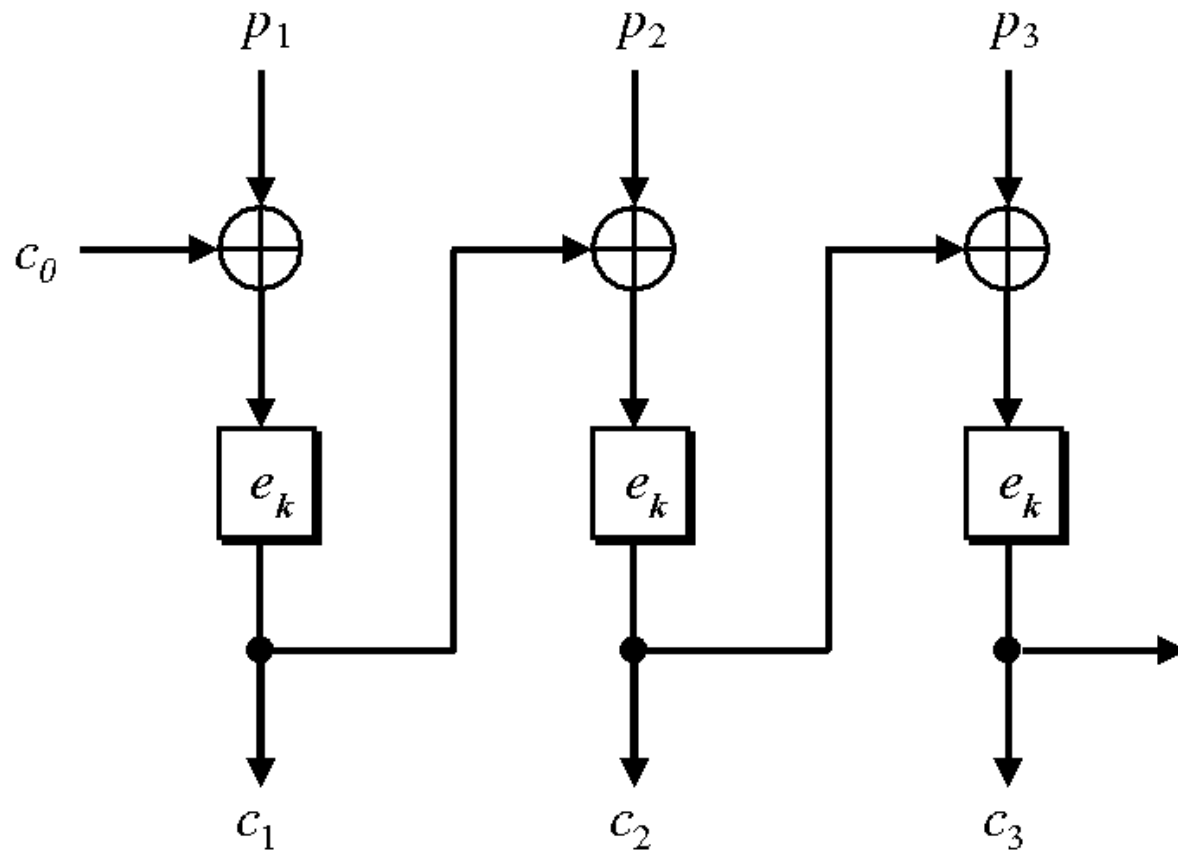 p₁ p₂ p₃
c₀
eₖ eₖ eₖ
c₁ c₂ c₃